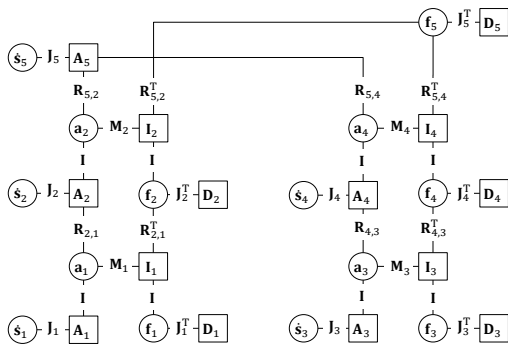 f₅ J₅ᵀ D₅
ṡ₅ J₅ A₅
R₅,₂ R₅,₂ᵀ R₅,₄ R₅,₄ᵀ
a₂ M₂ I₂ a₄ M₄ I₄
I I I I
ṡ₂ J₂ A₂ f₂ J₂ᵀ D₂ ṡ₄ J₄ A₄ f₄ J₄ᵀ D₄
R₂,₁ R₂,₁ᵀ R₄,₃ R₄,₃ᵀ
a₁ M₁ I₁ a₃ M₃ I₃
I I I I
ṡ₁ J₁ A₁ f₁ J₁ᵀ D₁ ṡ₃ J₃ A₃ f₃ J₃ᵀ D₃